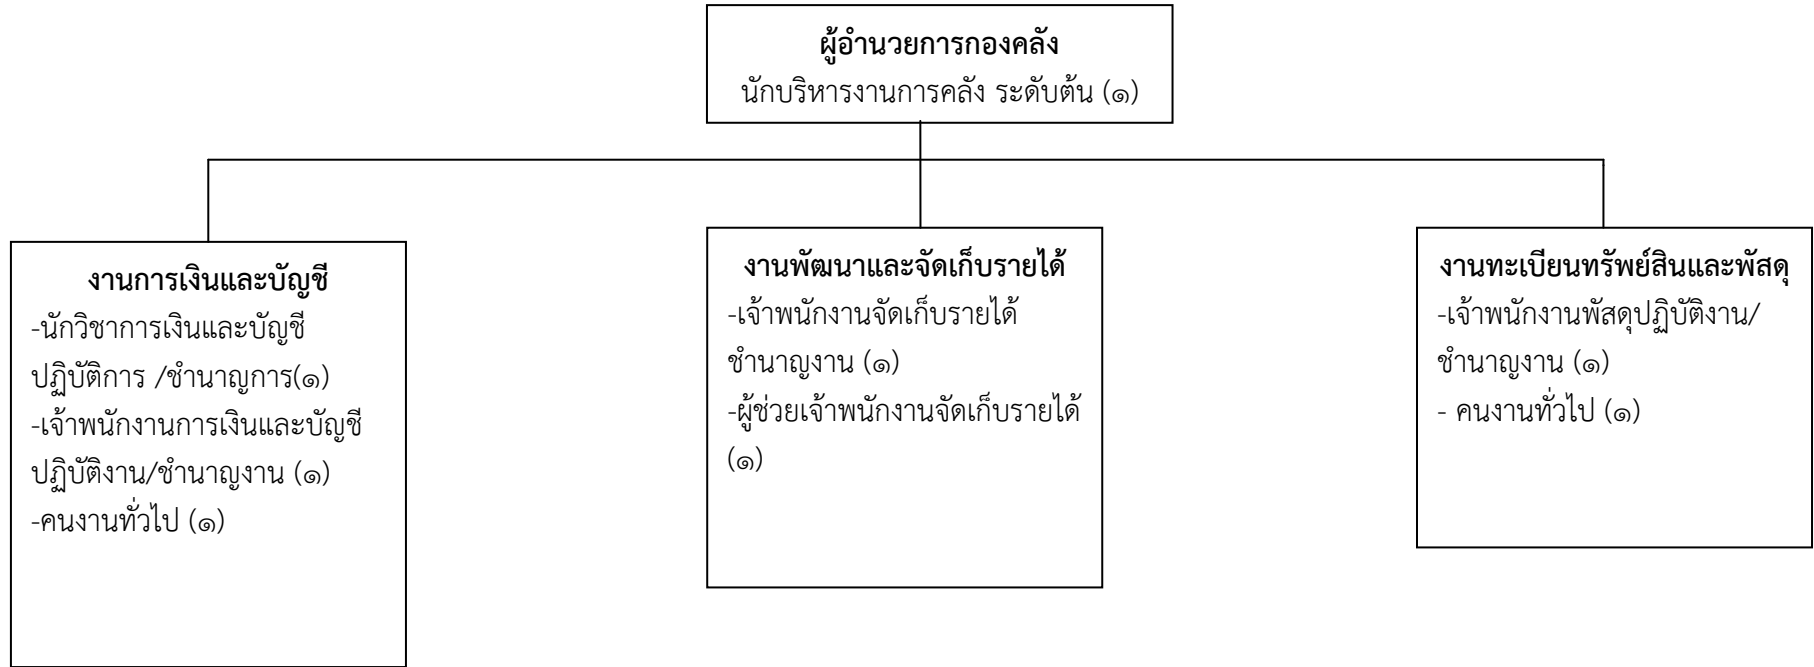 ผู้อำนวยการกองคลัง
นักบริหารงานการคลัง ระดับต้น (๑)
งานการเงินและบัญชี
-นักวิชาการเงินและบัญชี
ปฏิบัติการ /ชำนาญการ(๑)
-เจ้าพนักงานการเงินและบัญชี
ปฏิบัติงาน/ชำนาญงาน (๑)
-คนงานทั่วไป (๑)
งานพัฒนาและจัดเก็บรายได้
-เจ้าพนักงานจัดเก็บรายได้
ชำนาญงาน (๑)
-ผู้ช่วยเจ้าพนักงานจัดเก็บรายได้
(๑)
งานทะเบียนทรัพย์สินและพัสดุ
-เจ้าพนักงานพัสดุปฏิบัติงาน/
ชำนาญงาน (๑)
- คนงานทั่วไป (๑)